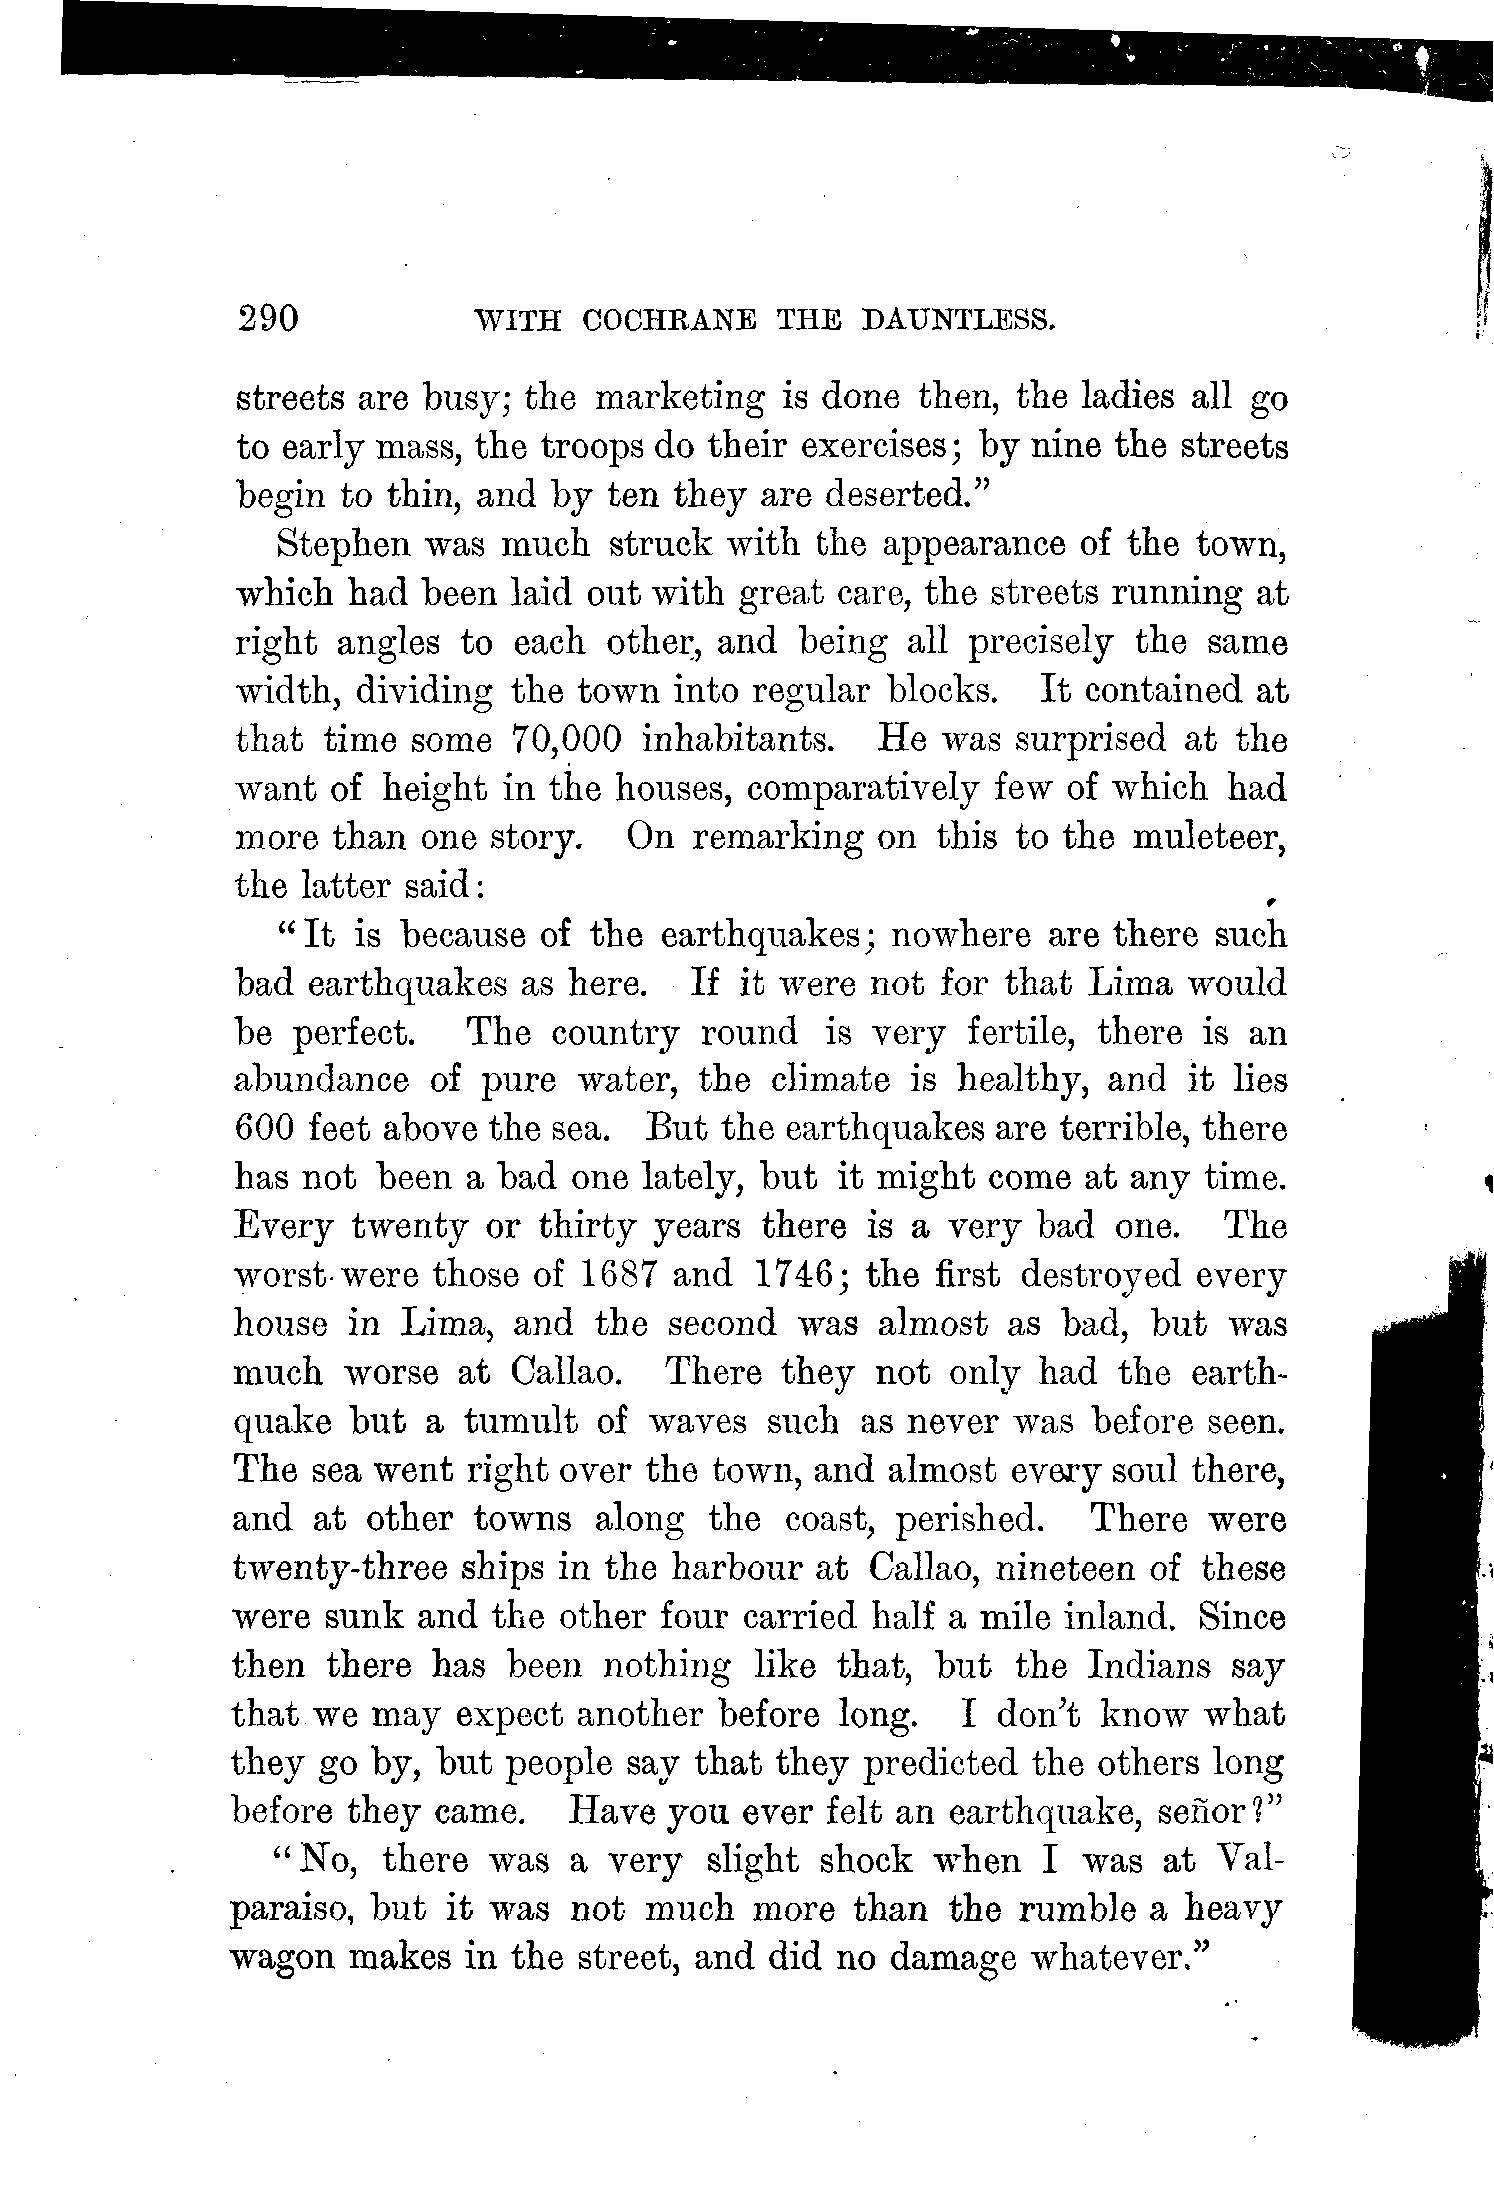 290 WITH COCHRANE THE DAUNTLESS.
streets are busy; the marketing is done then, the ladies all go
to early mass, the troops do their exercises; by nine the streets
begin to thin, and by ten they are deserted."
Stephen was much struck with the appearance of the town,
which had been laid out with great care, the streets running at
right angles to each other, and being all precisely the same
width, dividing the town into regular blocks. It contained at
that time some 70,000 inhabitants. He was surprised at the
want of height in the houses, comparatively few of which had
more than one story. On remarking on this to the muleteer,
the latter said:
"It is because of the earthquakes; nowhere are there such
bad earthquakes as here. If it were not for that Lima would
be perfect. The country round is very fertile, there is an
abundance of pure water, the climate is healthy, and it lies
600 feet above the sea. But the earthquakes are terrible, there
has not been a bad one lately, but it might come at any time.
Every twenty or thirty years there is a very bad one. The
worst were those of 1687 and 1746; the first destroyed every
house in Lima, and the second was almost as bad, but was
much worse at Callao. There they not only had the earth-
quake but a tumult of waves such as never was before seen.
The sea went right over the town, and almost every soul there,
and at other towns along the coast, perished. There were
twenty-three ships in the harbour at Callao, nineteen of these
were sunk and the other four carried half a mile inland. Since
then there has been nothing like that, but the Indians say
that we may expect another before long. I don't know what
they go by, but people say that they predicted the others long
before they came. Have you ever felt an earthquake, señor?"
"No, there was a very slight shock when I was at Val-
paraiso, but it was not much more than the rumble a heavy
wagon makes in the street, and did no damage whatever."